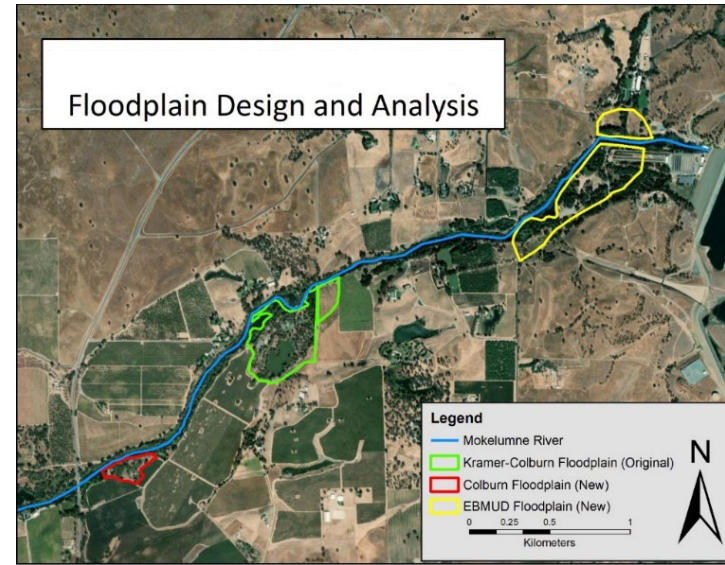 Floodplain Design and Analysis
Legend
Mokelumne River
Kramer-Colburn Floodplain (Original)
Colburn Floodplain (New)
EBMUD Floodplain (New)
0 0.25 0.5 1
Kilometers
N